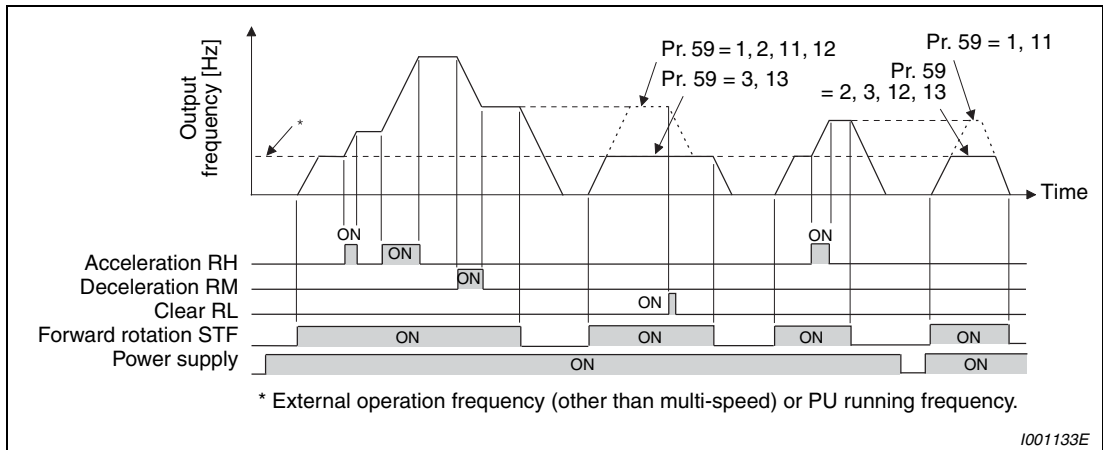 Output
frequency [Hz]
*
Pr. 59 = 1, 2, 11, 12
Pr. 59 = 3, 13
Pr. 59 = 1, 11
Pr. 59
= 2, 3, 12, 13
Time
ON
ON
ON
Acceleration RH
ON
Deceleration RM
ON
Clear RL
Forward rotation STF
ON
ON
ON
ON
Power supply
ON
ON
* External operation frequency (other than multi-speed) or PU running frequency.
I001133E